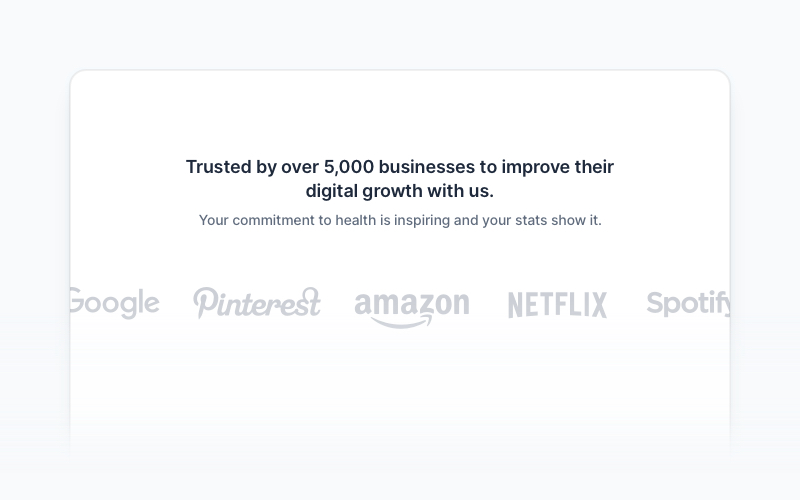 Trusted by over 5,000 businesses to improve their
digital growth with us.
Your commitment to health is inspiring and your stats show it.
Google Pinterest amazon NETFLIX Spotify